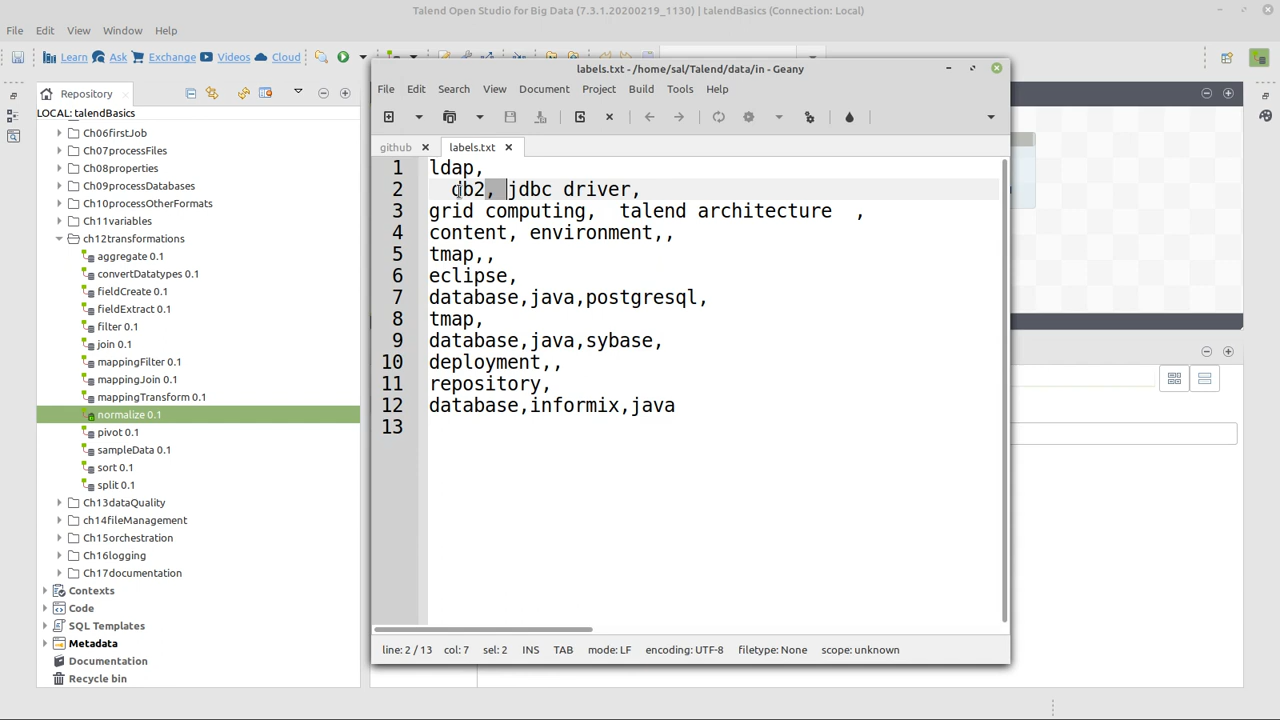 Talend Open Studio for Big Data (7.3.1.20200219_1130) | talendBasics (Connection: Local)
File Edit View Window Help
Learn Ask Exchange Videos Cloud
Repository
LOCAL: talendBasics
Ch06firstJob
Ch07processFiles
Ch08properties
Ch09processDatabases
Ch10processOtherFormats
Ch11variables
ch12transformations
aggregate 0.1
convertDatatypes 0.1
fieldCreate 0.1
fieldExtract 0.1
filter 0.1
join 0.1
mappingFilter 0.1
mappingJoin 0.1
mappingTransform 0.1
normalize 0.1
pivot 0.1
sampleData 0.1
sort 0.1
split 0.1
Ch13dataQuality
ch14fileManagement
Ch15orchestration
Ch16logging
Ch17documentation
Contexts
Code
SQL Templates
Metadata
Documentation
Recycle bin
labels.txt - /home/sal/Talend/data/in - Geany
File Edit Search View Document Project Build Tools Help
github labels.txt
1 ldap,
2 db2, jdbc driver,
3 grid computing,  talend architecture  ,
4 content, environment,,
5 tmap,,
6 eclipse,
7 database,java,postgresql,
8 tmap,
9 database,java,sybase,
10 deployment,,
11 repository,
12 database,informix,java
13
line: 2 / 13 col: 7 sel: 2 INS TAB mode: LF encoding: UTF-8 filetype: None scope: unknown